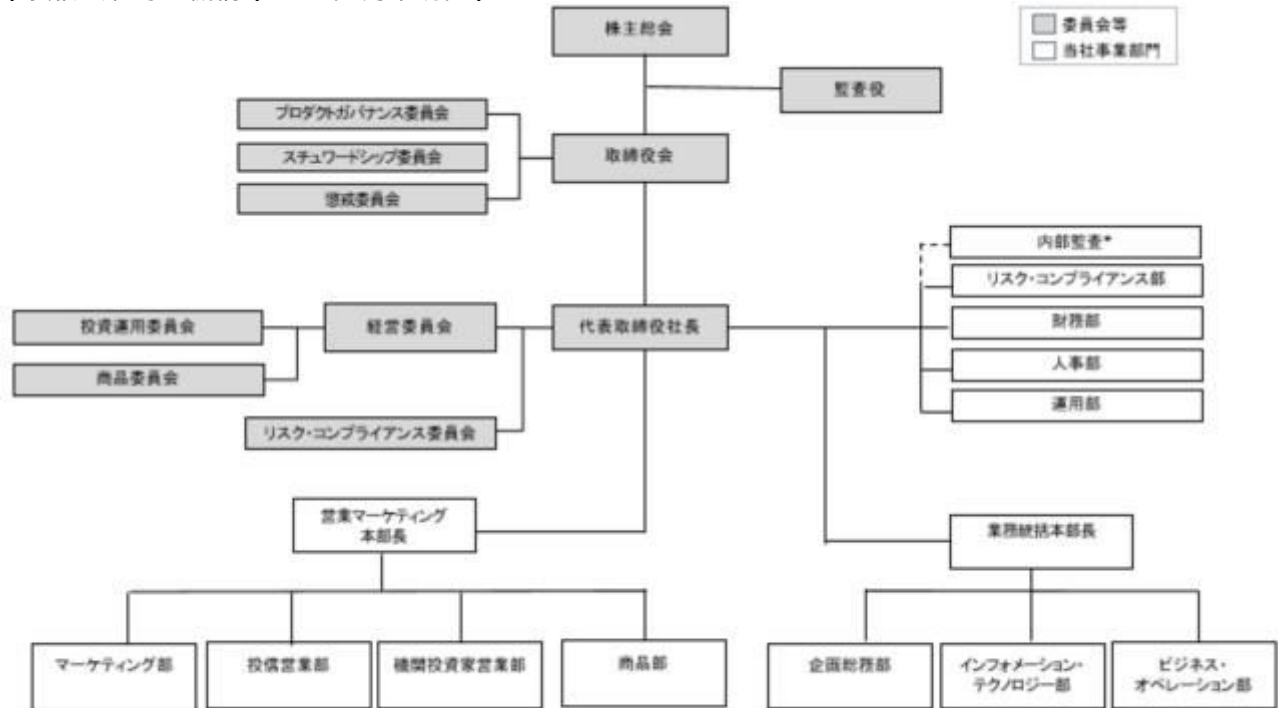 株主総会
委員会等
当社事業部門
監査役
プロダクトガバナンス委員会
スチュワードシップ委員会
懲戒委員会
取締役会
内部監査*
リスク・コンプライアンス部
財務部
人事部
運用部
投資運用委員会
商品委員会
経営委員会
代表取締役社長
リスク・コンプライアンス委員会
営業マーケティング
本部長
業務統括本部長
マーケティング部
投信営業部
機関投資家営業部
商品部
企画総務部
インフォメーション・
テクノロジー部
ビジネス・
オペレーション部